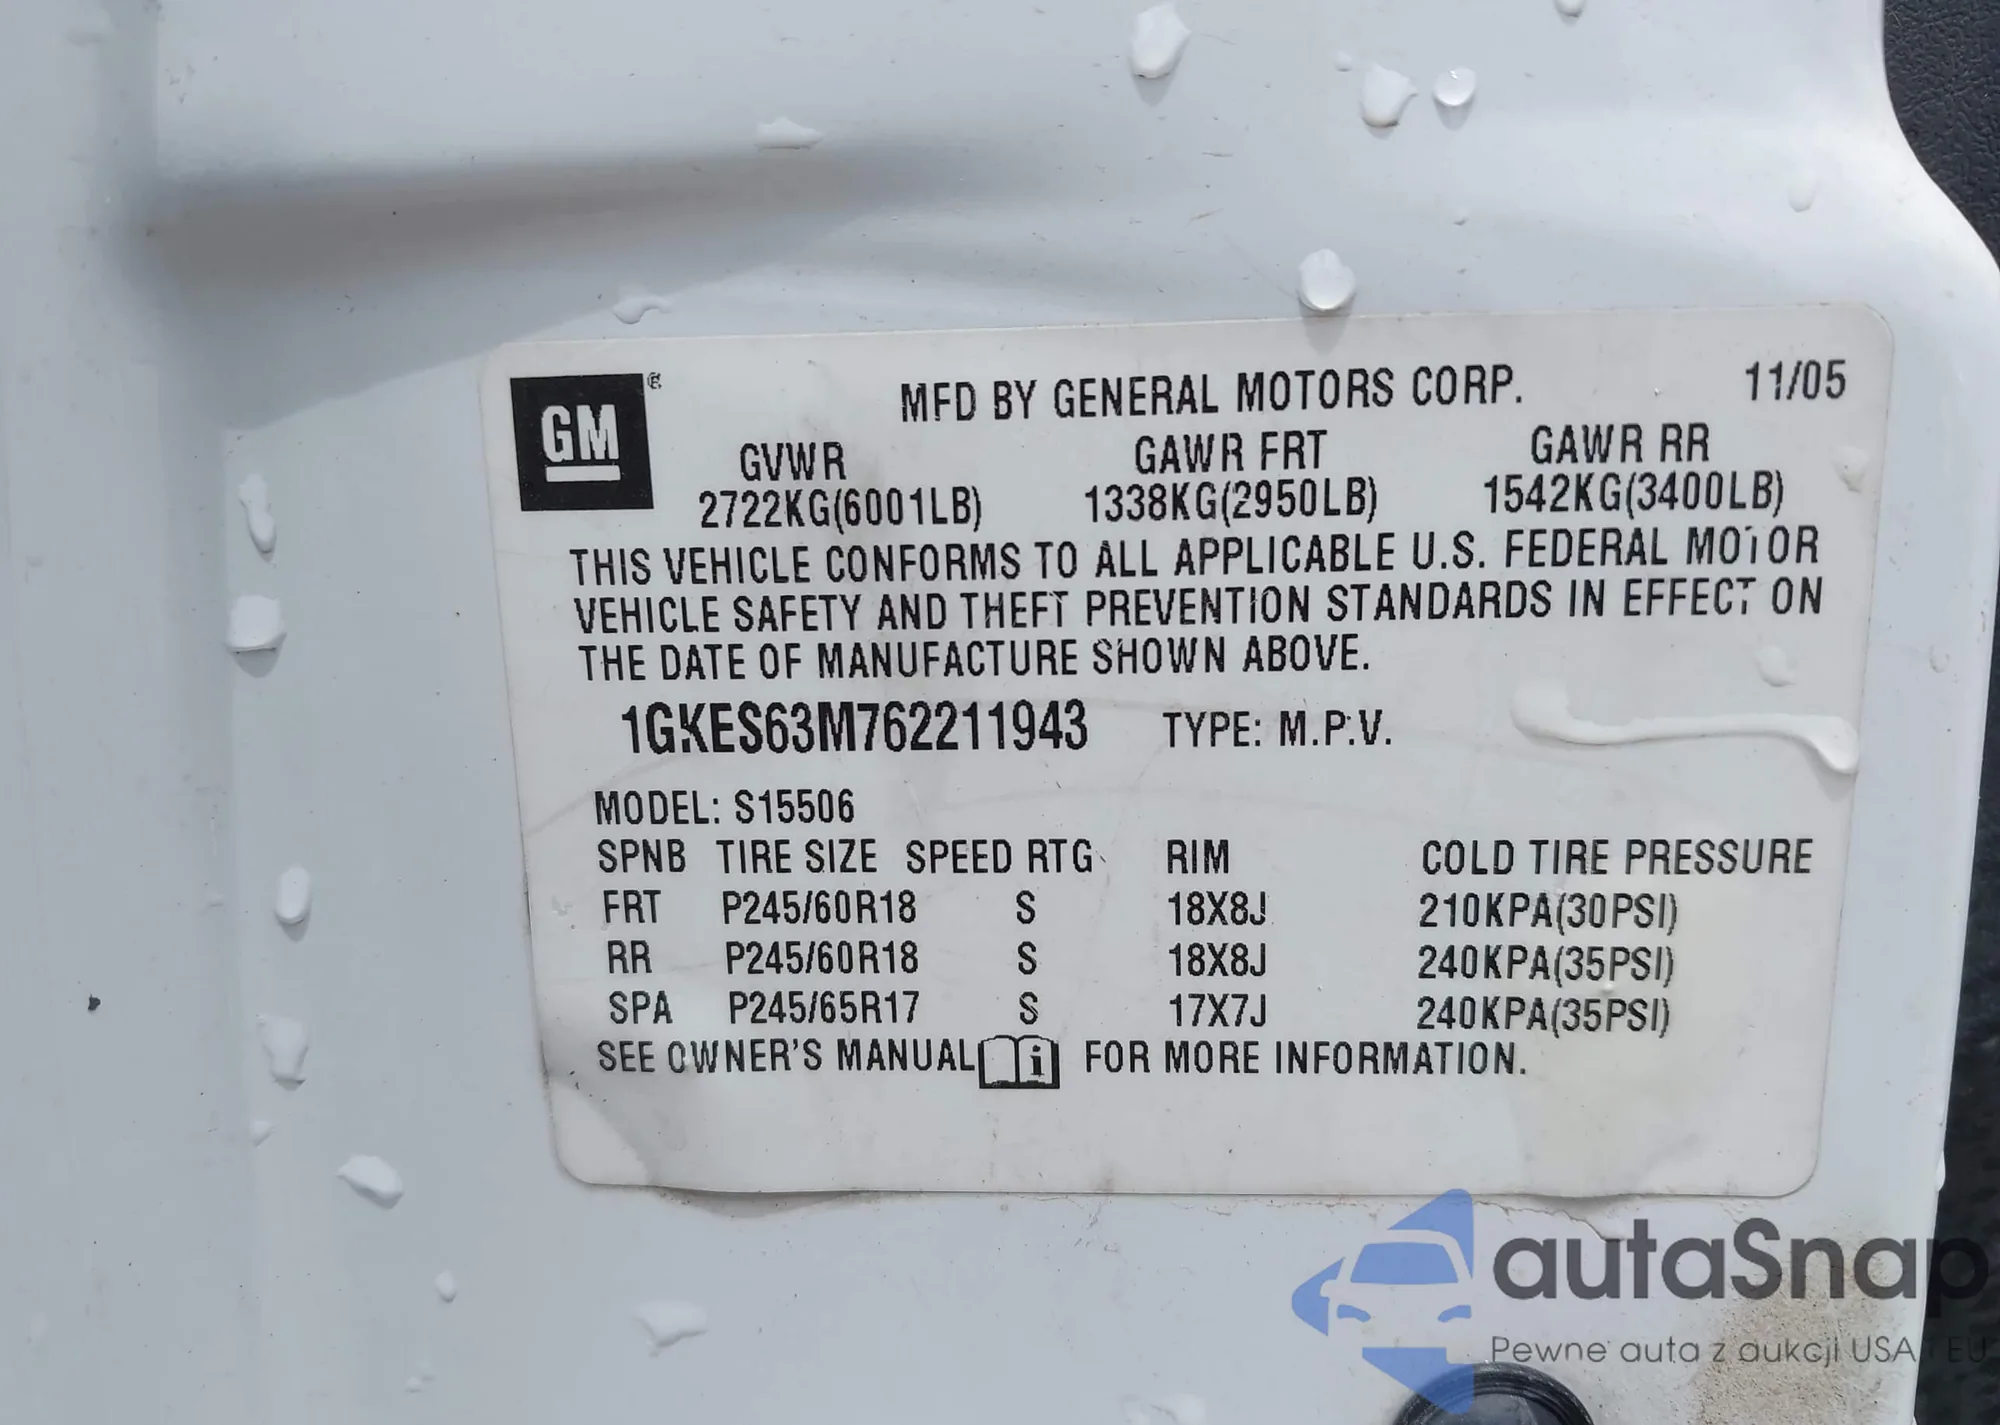 GM
MFD BY GENERAL MOTORS CORP. 11/05
GVWR GAWR FRT GAWR RR
2722KG(6001LB) 1338KG(2950LB) 1542KG(3400LB)
THIS VEHICLE CONFORMS TO ALL APPLICABLE U.S. FEDERAL MOTOR
VEHICLE SAFETY AND THEFT PREVENTION STANDARDS IN EFFECT ON
THE DATE OF MANUFACTURE SHOWN ABOVE.
1GKES63M762211943 TYPE: M.P.V.
MODEL: S15506
SPNB TIRE SIZE SPEED RTG RIM COLD TIRE PRESSURE
FRT P245/60R18 S 18X8J 210KPA(30PSI)
RR P245/60R18 S 18X8J 240KPA(35PSI)
SPA P245/65R17 S 17X7J 240KPA(35PSI)
SEE OWNER'S MANUAL i FOR MORE INFORMATION.
autaSnap
Pewne auta z aukcji USA i EU